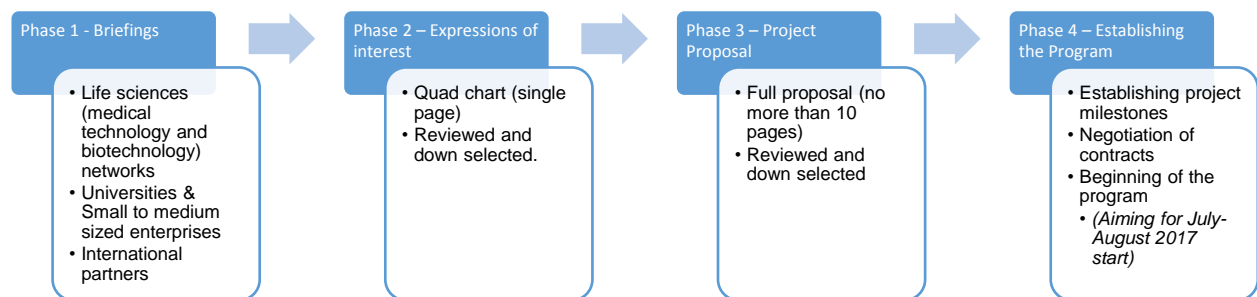 Phase 1 - Briefings
• Life sciences
(medical
technology and
biotechnology)
networks
• Universities &
Small to medium
sized enterprises
• International
partners
Phase 2 – Expressions of
interest
• Quad chart (single
page)
• Reviewed and
down selected.
Phase 3 – Project
Proposal
• Full proposal (no
more than 10
pages)
• Reviewed and
down selected
Phase 4 – Establishing
the Program
• Establishing project
milestones
• Negotiation of
contracts
• Beginning of the
program
• (Aiming for July-
August 2017
start)